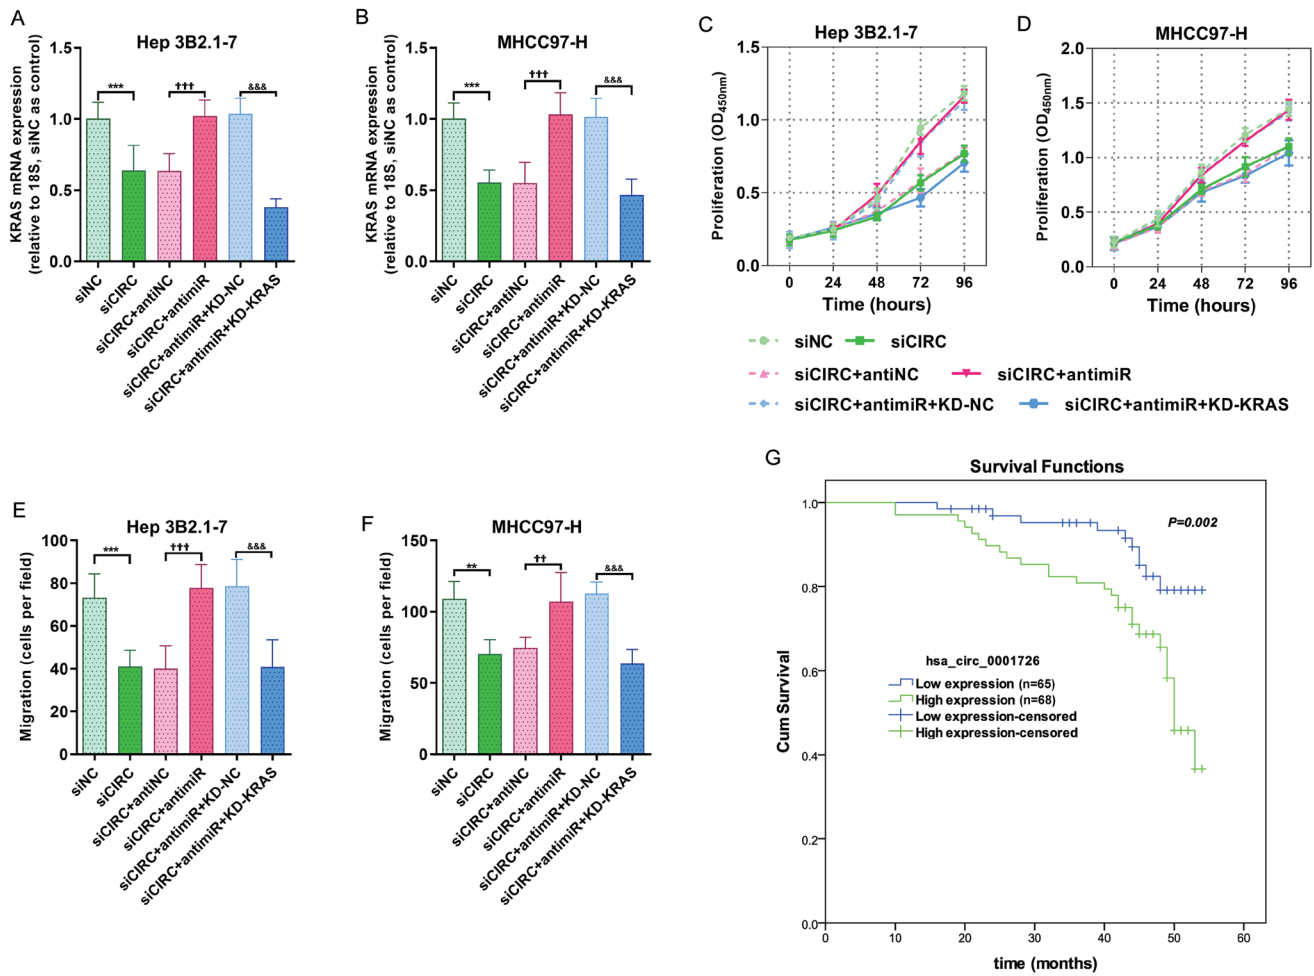 A
Hep 3B2.1-7
KRAS mRNA expression
(relative to 18S, siNC as control)
1.5
1.0
0.5
0.0
***
†††
&&&
siNC
siCIRC
siCIRC+antiNC
siCIRC+antimiR
siCIRC+antimiR+KD-NC
siCIRC+antimiR+KD-KRAS
B
MHCC97-H
KRAS mRNA expression
(relative to 18S, siNC as control)
1.5
1.0
0.5
0.0
***
†††
&&&
siNC
siCIRC
siCIRC+antiNC
siCIRC+antimiR
siCIRC+antimiR+KD-NC
siCIRC+antimiR+KD-KRAS
C
Hep 3B2.1-7
Proliferation (OD450nm)
1.5
1.0
0.5
0.0
0 24 48 72 96
Time (hours)
D
MHCC97-H
Proliferation (OD450nm)
2.0
1.5
1.0
0.5
0.0
0 24 48 72 96
Time (hours)
siNC siCIRC
siCIRC+antiNC siCIRC+antimiR
siCIRC+antimiR+KD-NC siCIRC+antimiR+KD-KRAS
E
Hep 3B2.1-7
Migration (cells per field)
100
80
60
40
20
0
***
†††
&&&
siNC
siCIRC
siCIRC+antiNC
siCIRC+antimiR
siCIRC+antimiR+KD-NC
siCIRC+antimiR+KD-KRAS
F
MHCC97-H
Migration (cells per field)
150
100
50
0
**
††
&&&
siNC
siCIRC
siCIRC+antiNC
siCIRC+antimiR
siCIRC+antimiR+KD-NC
siCIRC+antimiR+KD-KRAS
G
Survival Functions
P=0.002
Cum Survival
1.0
0.8
0.6
0.4
0.2
0.0
hsa_circ_0001726
Low expression (n=65)
High expression (n=68)
Low expression-censored
High expression-censored
0 10 20 30 40 50 60
time (months)